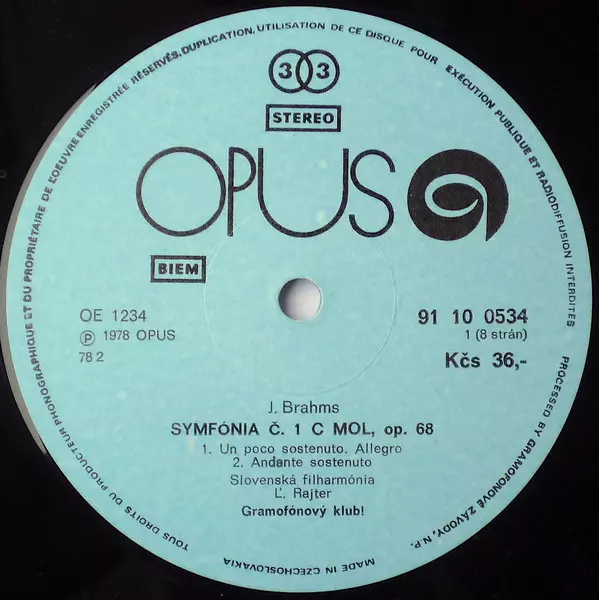 TOUS DROITS DU PRODUCTEUR PHONOGRAPHIQUE ET DU PROPRIÉTAIRE DE L'OEUVRE ENREGISTRÉE RÉSERVÉS, DUPLICATION, UTILISATION DE CE DISQUE POUR EXÉCUTION PUBLIQUE ET RADIODIFFUSION INTERDITES
PROCESSED BY GRAMOFONOVÉ ZÁVODY, N.P.
33
STEREO
OPUS
BIEM
OE 1234
℗ 1978 OPUS
78 2
91 10 0534
1 (8 strán)
Kčs 36,-
J. Brahms
SYMFÓNIA Č. 1 C MOL, op. 68
1. Un poco sostenuto. Allegro
2. Andante sostenuto
Slovenská filharmónia
Ľ. Rajter
Gramofónový klub!
MADE IN CZECHOSLOVAKIA